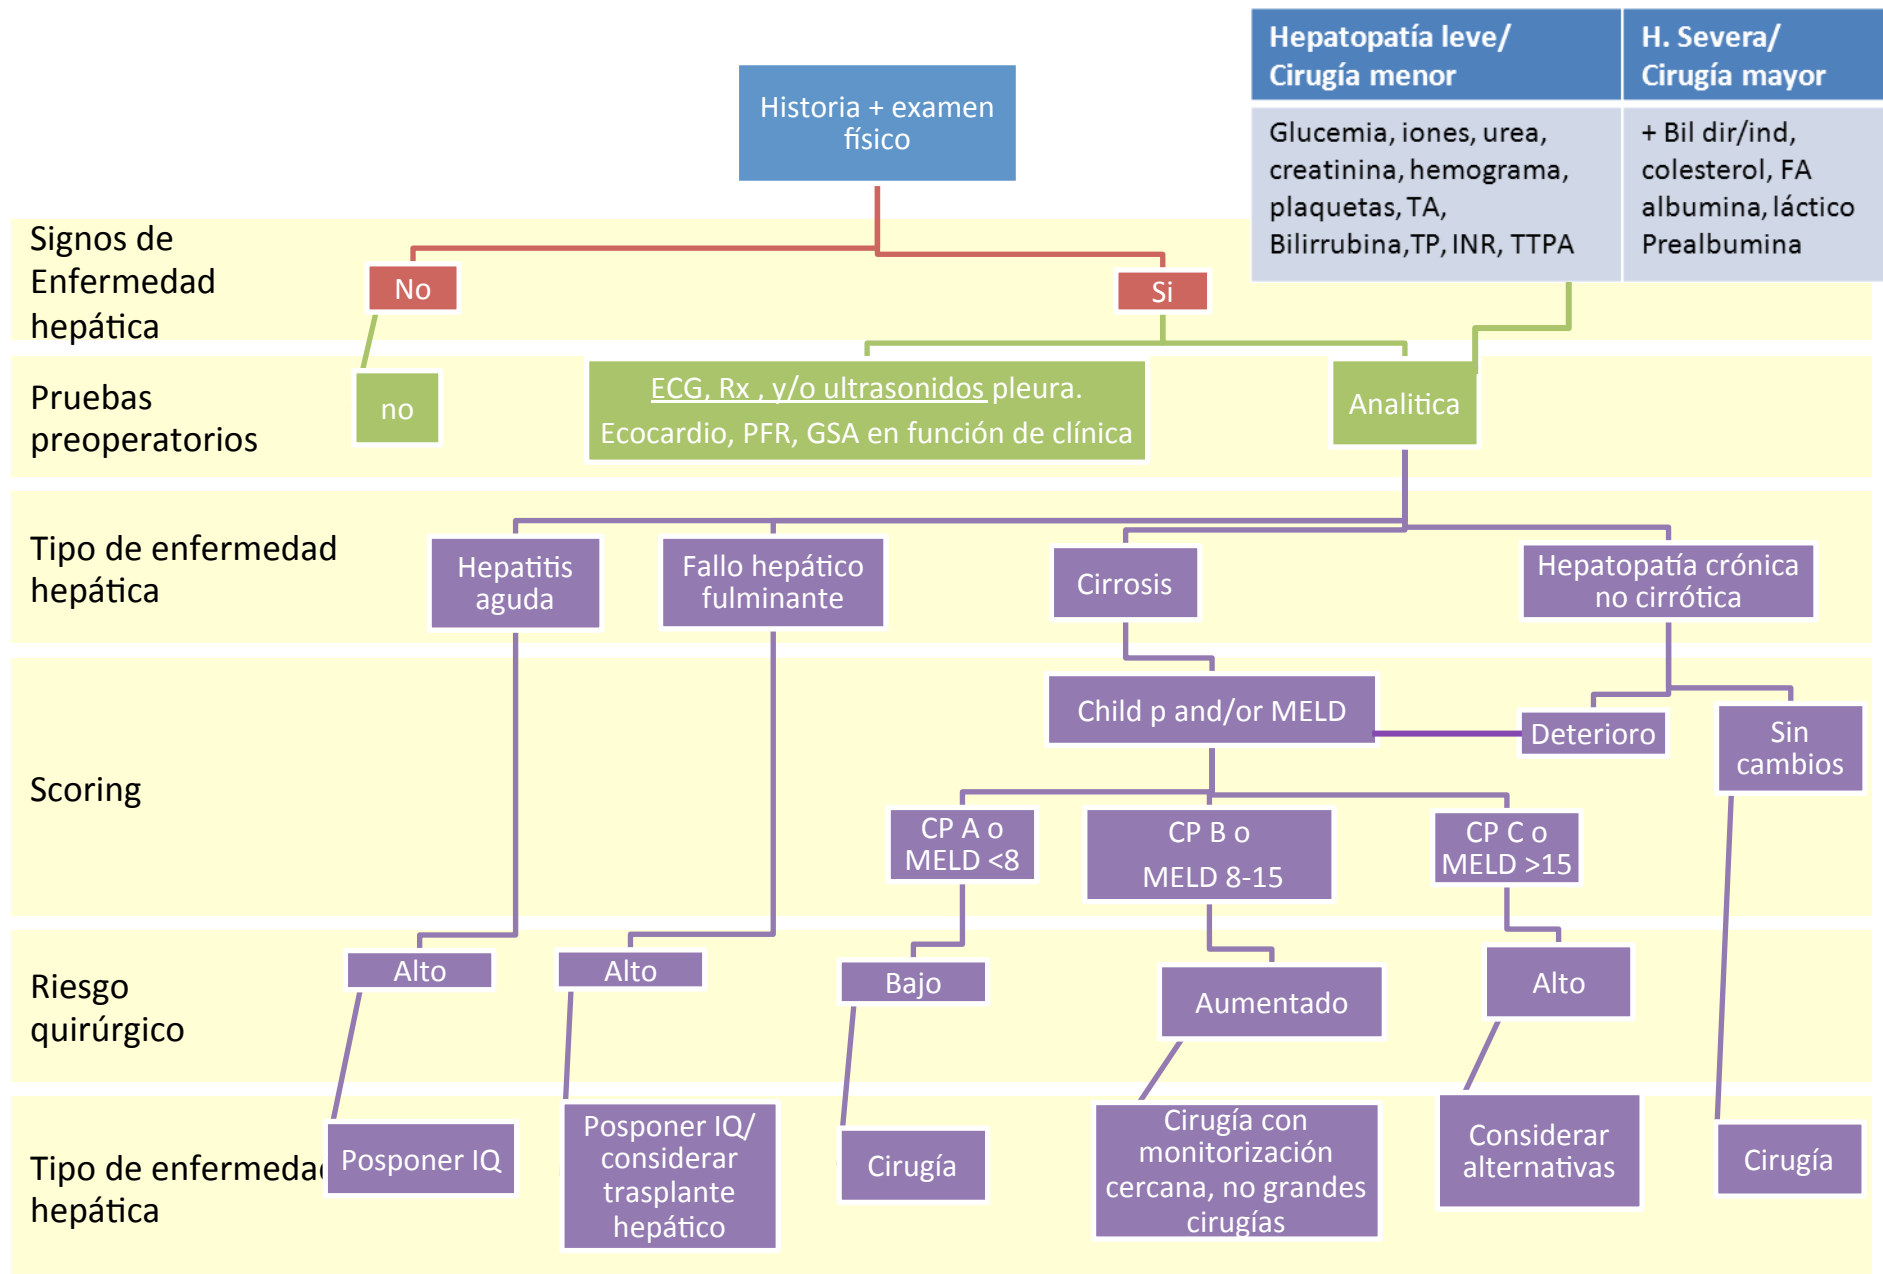 Hepatopatía leve/
Cirugía menor
H. Severa/
Cirugía mayor
Glucemia, iones, urea,
creatinina, hemograma,
plaquetas, TA,
Bilirrubina, TP, INR, TTPA
+ Bil dir/ind,
colesterol, FA
albumina, láctico
Prealbumina
Historia + examen
físico
Signos de
Enfermedad
hepática
No
Si
Pruebas
preoperatorios
no
ECG, Rx , y/o ultrasonidos pleura.
Ecocardio, PFR, GSA en función de clínica
Analitica
Tipo de enfermedad
hepática
Hepatitis
aguda
Fallo hepático
fulminante
Cirrosis
Hepatopatía crónica
no cirrótica
Scoring
Child p and/or MELD
Deterioro
Sin
cambios
CP A o
MELD <8
CP B o
MELD 8-15
CP C o
MELD >15
Riesgo
quirúrgico
Alto
Alto
Bajo
Aumentado
Alto
Tipo de enfermedad
hepática
Posponer IQ
Posponer IQ/
considerar
trasplante
hepático
Cirugía
Cirugía con
monitorización
cercana, no grandes
cirugías
Considerar
alternativas
Cirugía